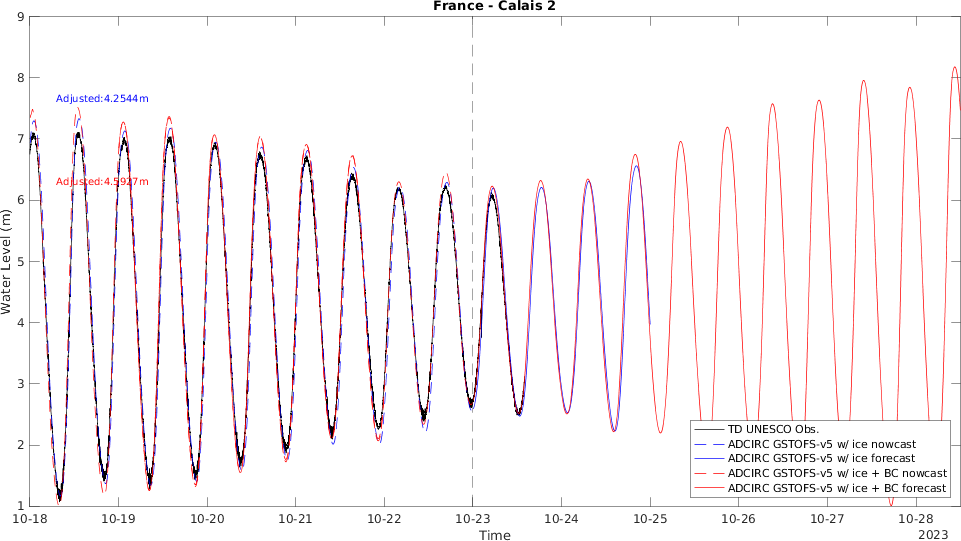 France - Calais 2
9
8
7
6
5
4
3
2
1
Water Level (m)
Adjusted:4.2544m
Adjusted:4.5927m
TD UNESCO Obs.
ADCIRC GSTOFS-v5 w/ ice nowcast
ADCIRC GSTOFS-v5 w/ ice forecast
ADCIRC GSTOFS-v5 w/ ice + BC nowcast
ADCIRC GSTOFS-v5 w/ ice + BC forecast
10-18 10-19 10-20 10-21 10-22 10-23 10-24 10-25 10-26 10-27 10-28
Time
2023